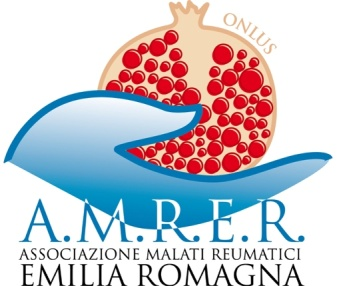 ONLUS
A.M.R.E.R.
ASSOCIAZIONE MALATI REUMATICI
EMILIA ROMAGNA